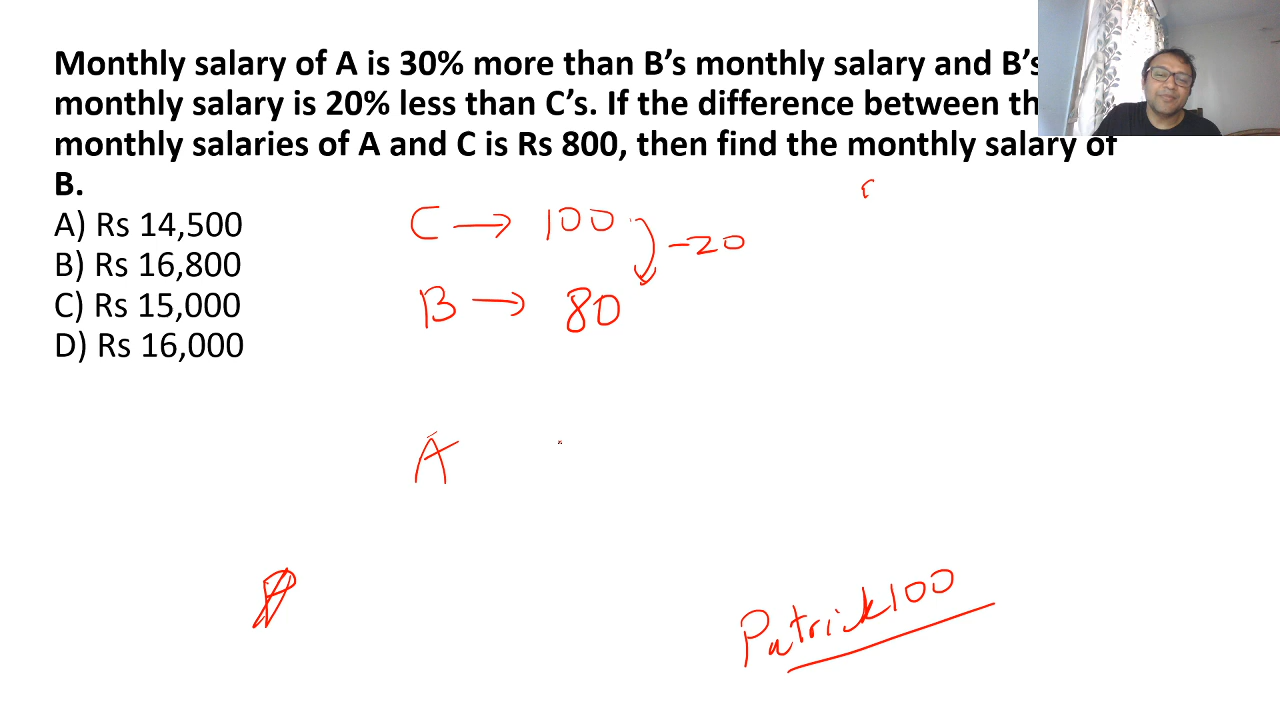 Monthly salary of A is 30% more than B’s monthly salary and B’s
monthly salary is 20% less than C’s. If the difference between th
monthly salaries of A and C is Rs 800, then find the monthly salary of
B.
A) Rs 14,500
B) Rs 16,800
C) Rs 15,000
D) Rs 16,000
C → 100
-20
B → 80
A
Patrick100